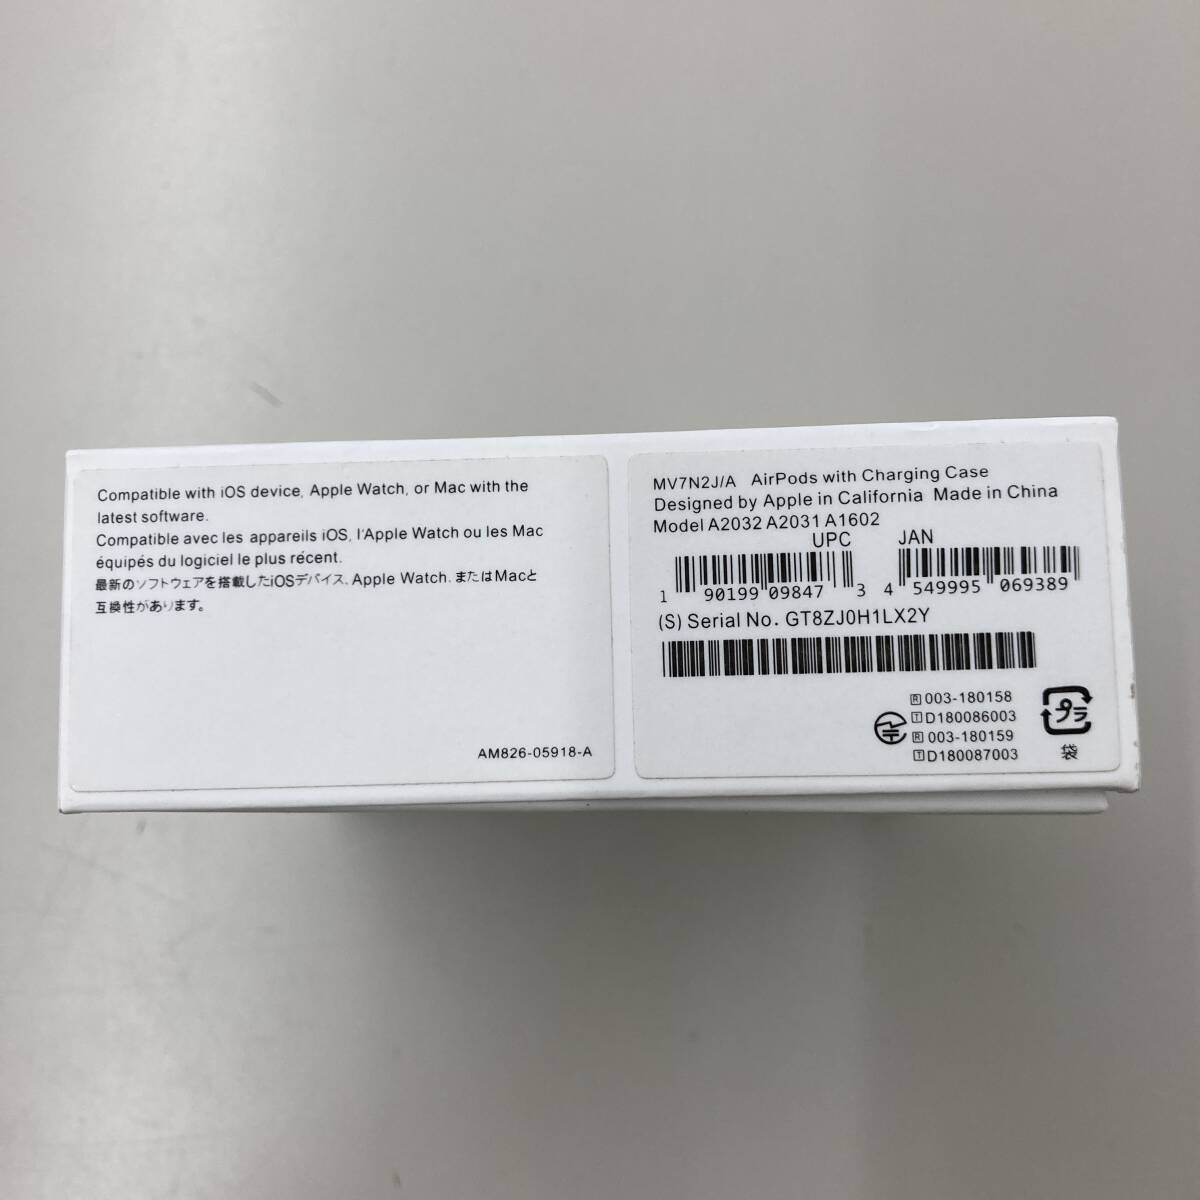 Compatible with iOS device, Apple Watch, or Mac with the
latest software.
Compatible avec les appareils iOS, l'Apple Watch ou les Mac
équipés du logiciel le plus récent.
最新のソフトウェアを搭載したiOSデバイス、Apple Watch、またはMacと
互換性があります。
AM826-05918-A
MV7N2J/A AirPods with Charging Case
Designed by Apple in California Made in China
Model A2032 A2031 A1602
UPC JAN
1 90199 09847 3 4 549995 069389
(S) Serial No. GT8ZJ0H1LX2Y
R 003-180158
T D180086003
R 003-180159
T D180087003
プラ
袋